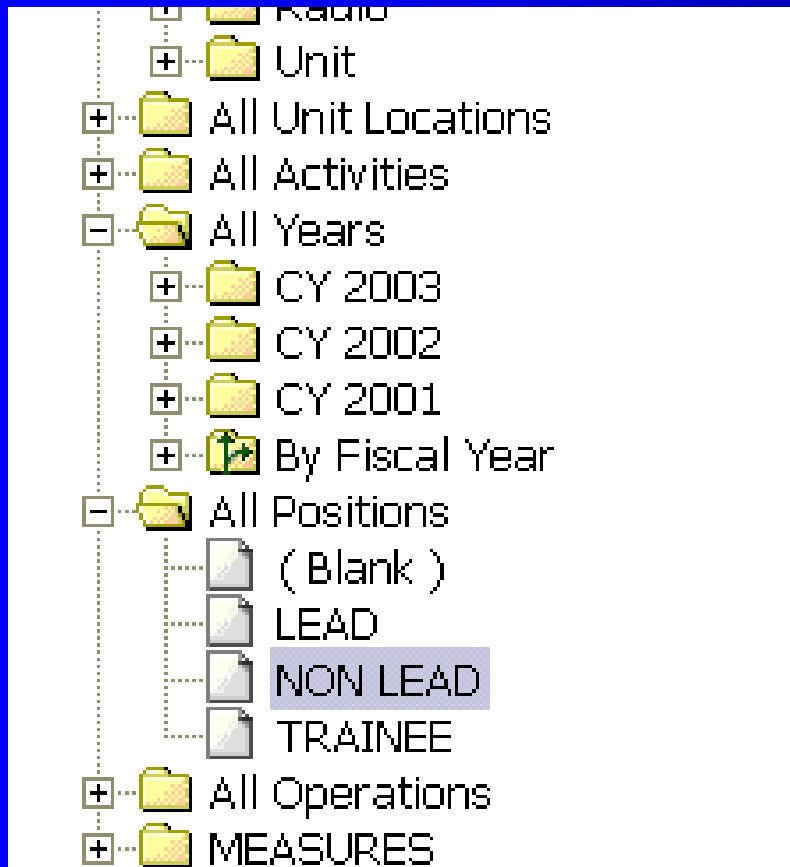 Radio
Unit
All Unit Locations
All Activities
All Years
CY 2003
CY 2002
CY 2001
By Fiscal Year
All Positions
( Blank )
LEAD
NON LEAD
TRAINEE
All Operations
MEASURES